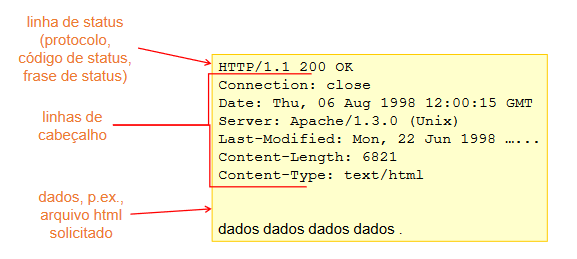 linha de status
(protocolo,
código de status,
frase de status)
linhas de
cabeçalho
dados, p.ex.,
arquivo html
solicitado
HTTP/1.1 200 OK
Connection: close
Date: Thu, 06 Aug 1998 12:00:15 GMT
Server: Apache/1.3.0 (Unix)
Last-Modified: Mon, 22 Jun 1998 …...
Content-Length: 6821
Content-Type: text/html
dados dados dados dados .